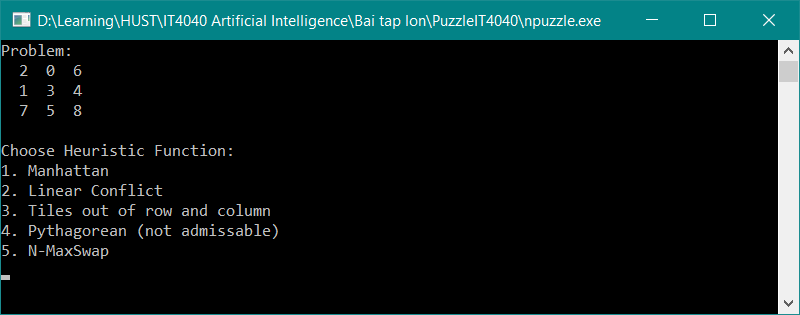 D:\Learning\HUST\IT4040 Artificial Intelligence\Bai tap lon\PuzzleIT4040\npuzzle.exe
Problem:
2 0 6
1 3 4
7 5 8
Choose Heuristic Function:
1. Manhattan
2. Linear Conflict
3. Tiles out of row and column
4. Pythagorean (not admissable)
5. N-MaxSwap